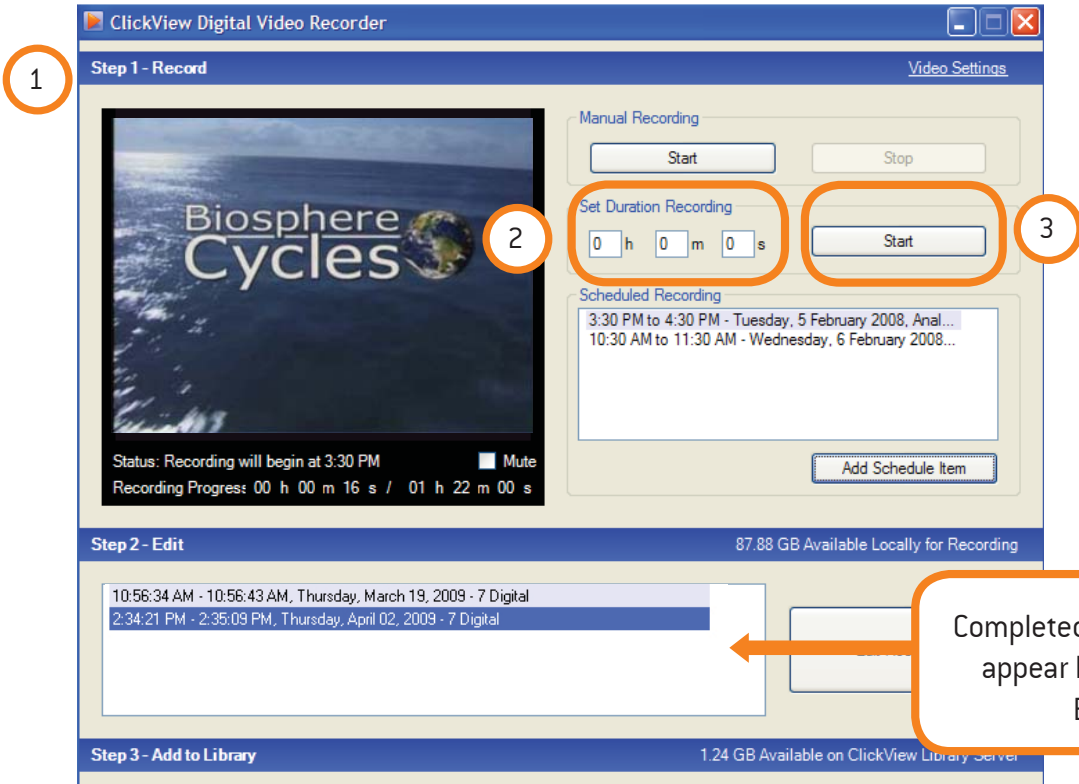 ClickView Digital Video Recorder
1
Step 1 - Record
Video Settings
Biosphere
Cycles
Status: Recording will begin at 3:30 PM
Mute
Recording Progress 00 h 00 m 16 s / 01 h 22 m 00 s
Manual Recording
Start
Stop
2
Set Duration Recording
0 h 0 m 0 s
Start
3
Scheduled Recording
3:30 PM to 4:30 PM - Tuesday, 5 February 2008, Anal...
10:30 AM to 11:30 AM - Wednesday, 6 February 2008...
Add Schedule Item
Step 2 - Edit
87.88 GB Available Locally for Recording
10:56:34 AM - 10:56:43 AM, Thursday, March 19, 2009 - 7 Digital
2:34:21 PM - 2:35:09 PM, Thursday, April 02, 2009 - 7 Digital
Completed
appear
Step 3 - Add to Library
1.24 GB Available on ClickView Library Server